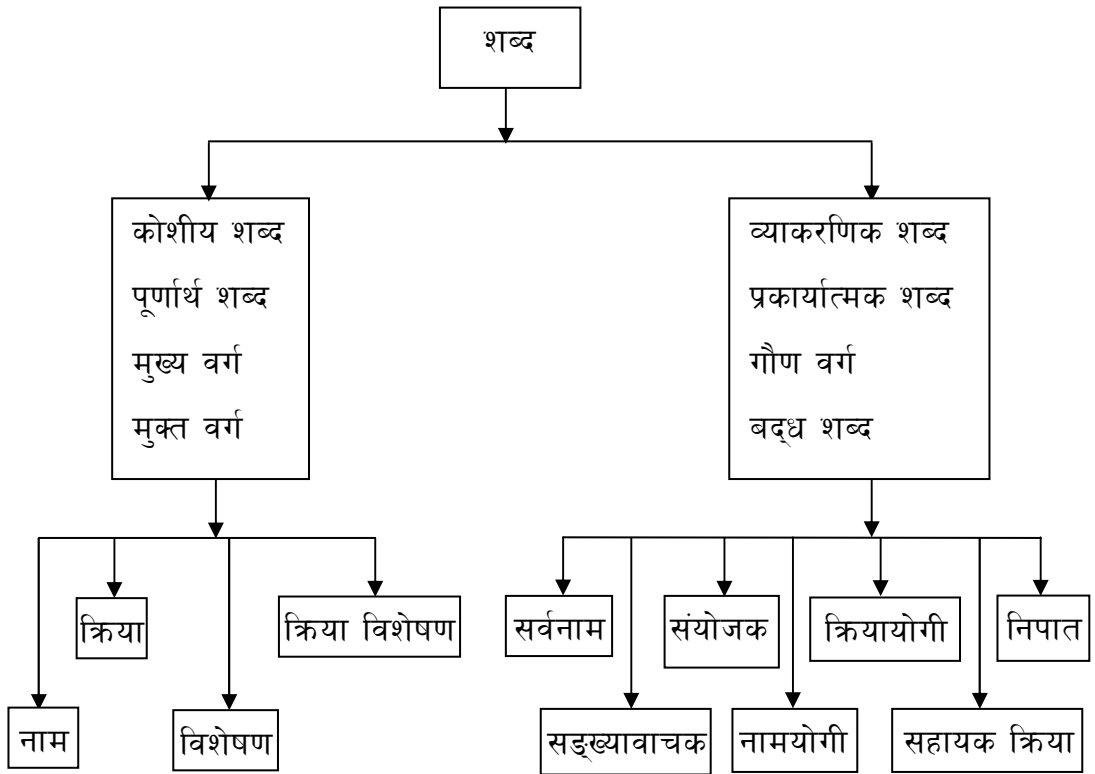 शब्द
कोशीय शब्द
पूर्णार्थ शब्द
मुख्य वर्ग
मुक्त वर्ग
व्याकरणिक शब्द
प्रकार्यात्मक शब्द
गौण वर्ग
बद्ध शब्द
क्रिया
क्रिया विशेषण
नाम
विशेषण
सर्वनाम
संयोजक
क्रियायोगी
निपात
सङ्ख्यावाचक
नामयोगी
सहायक क्रिया